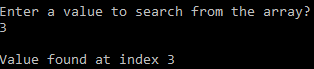 Enter a value to search from the array?
3
Value found at index 3